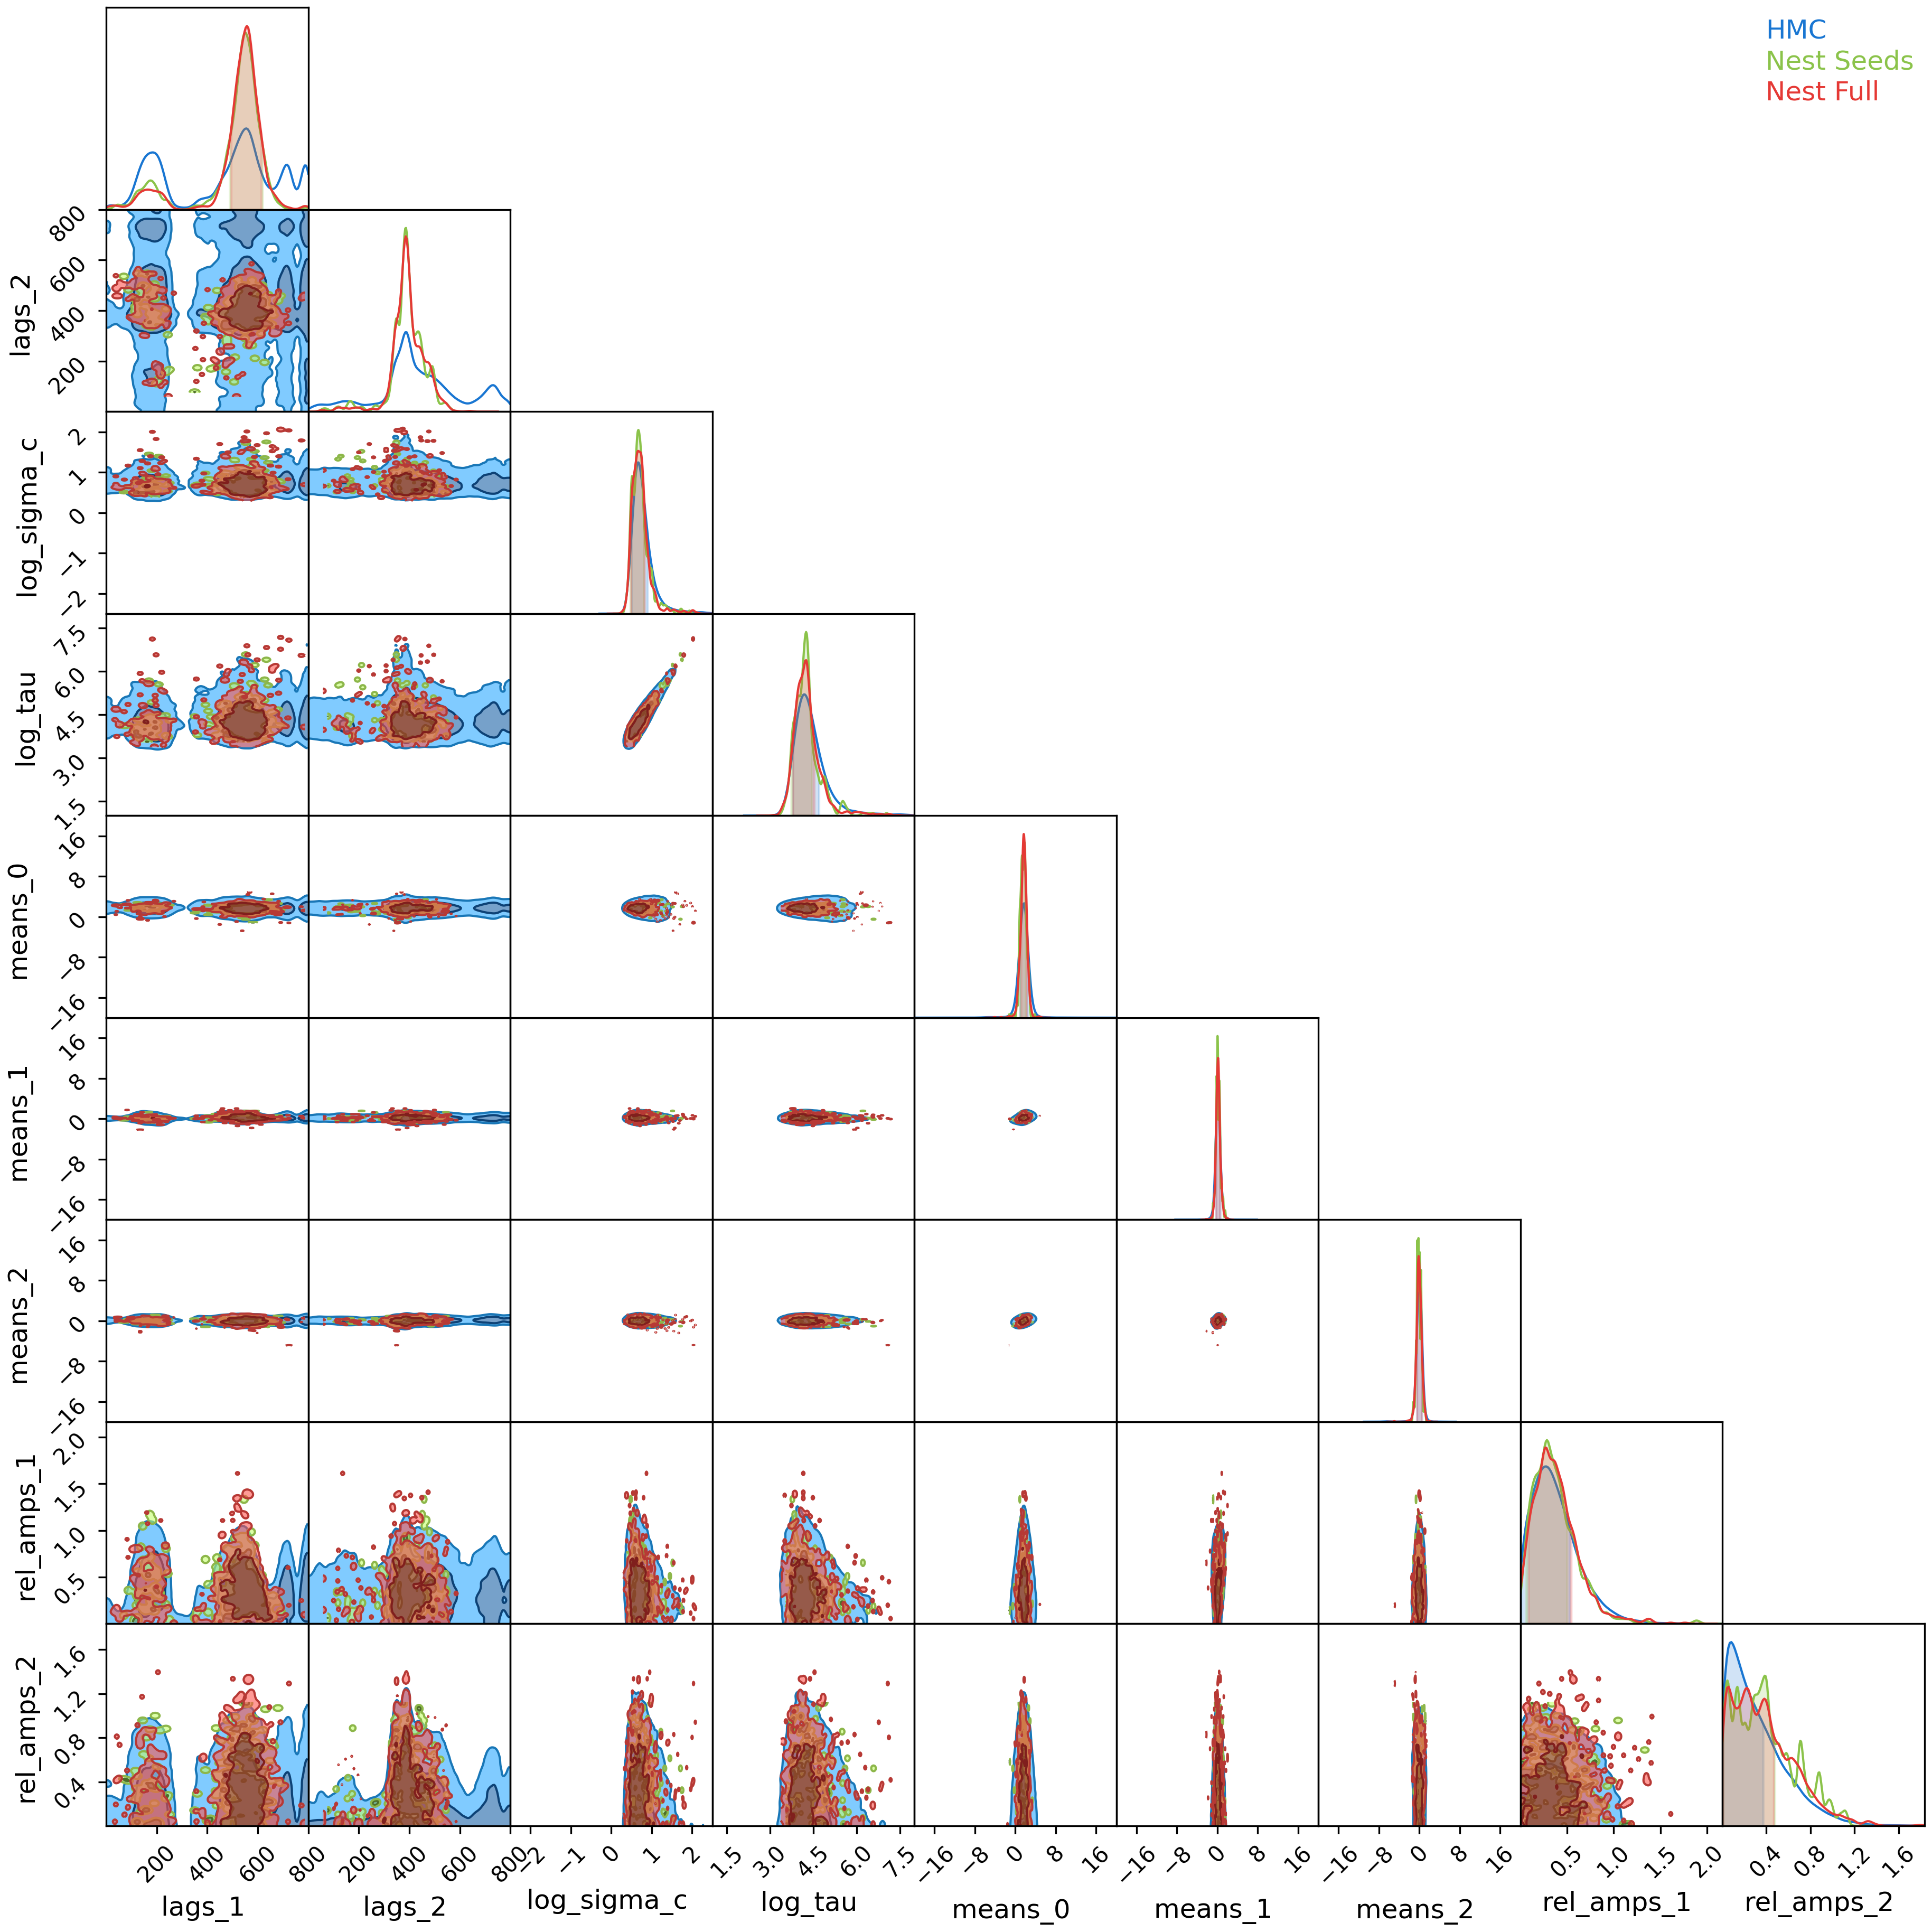 HMC
Nest Seeds
Nest Full
lags_2
800
600
400
200
log_sigma_c
2
1
0
−1
−2
log_tau
7.5
6.0
4.5
3.0
1.5
means_0
16
8
0
−8
−16
means_1
16
8
0
−8
−16
means_2
16
8
0
−8
−16
rel_amps_1
2.0
1.5
1.0
0.5
rel_amps_2
1.6
1.2
0.8
0.4
200 400 600 800
200 400 600 800
−2 −1 0 1 2
1.5 3.0 4.5 6.0 7.5
−16 −8 0 8 16
−16 −8 0 8 16
−16 −8 0 8 16
0.5 1.0 1.5 2.0
0.4 0.8 1.2 1.6
lags_1 lags_2 log_sigma_c log_tau means_0 means_1 means_2 rel_amps_1 rel_amps_2